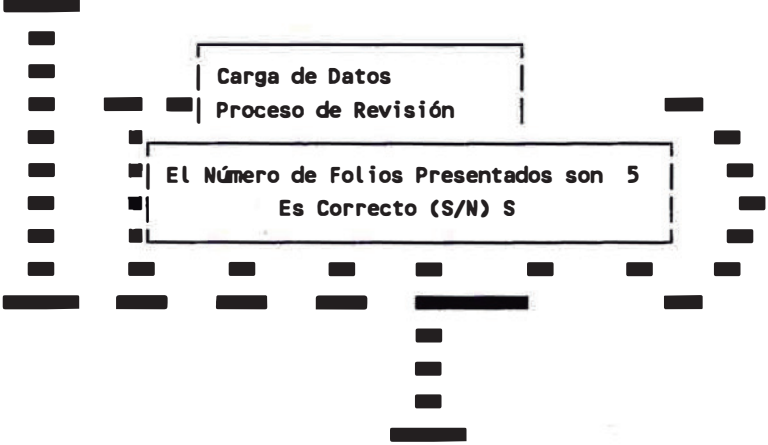 Carga de Datos
Proceso de Revisión
El Número de Folios Presentados son 5
Es Correcto (S/N) S